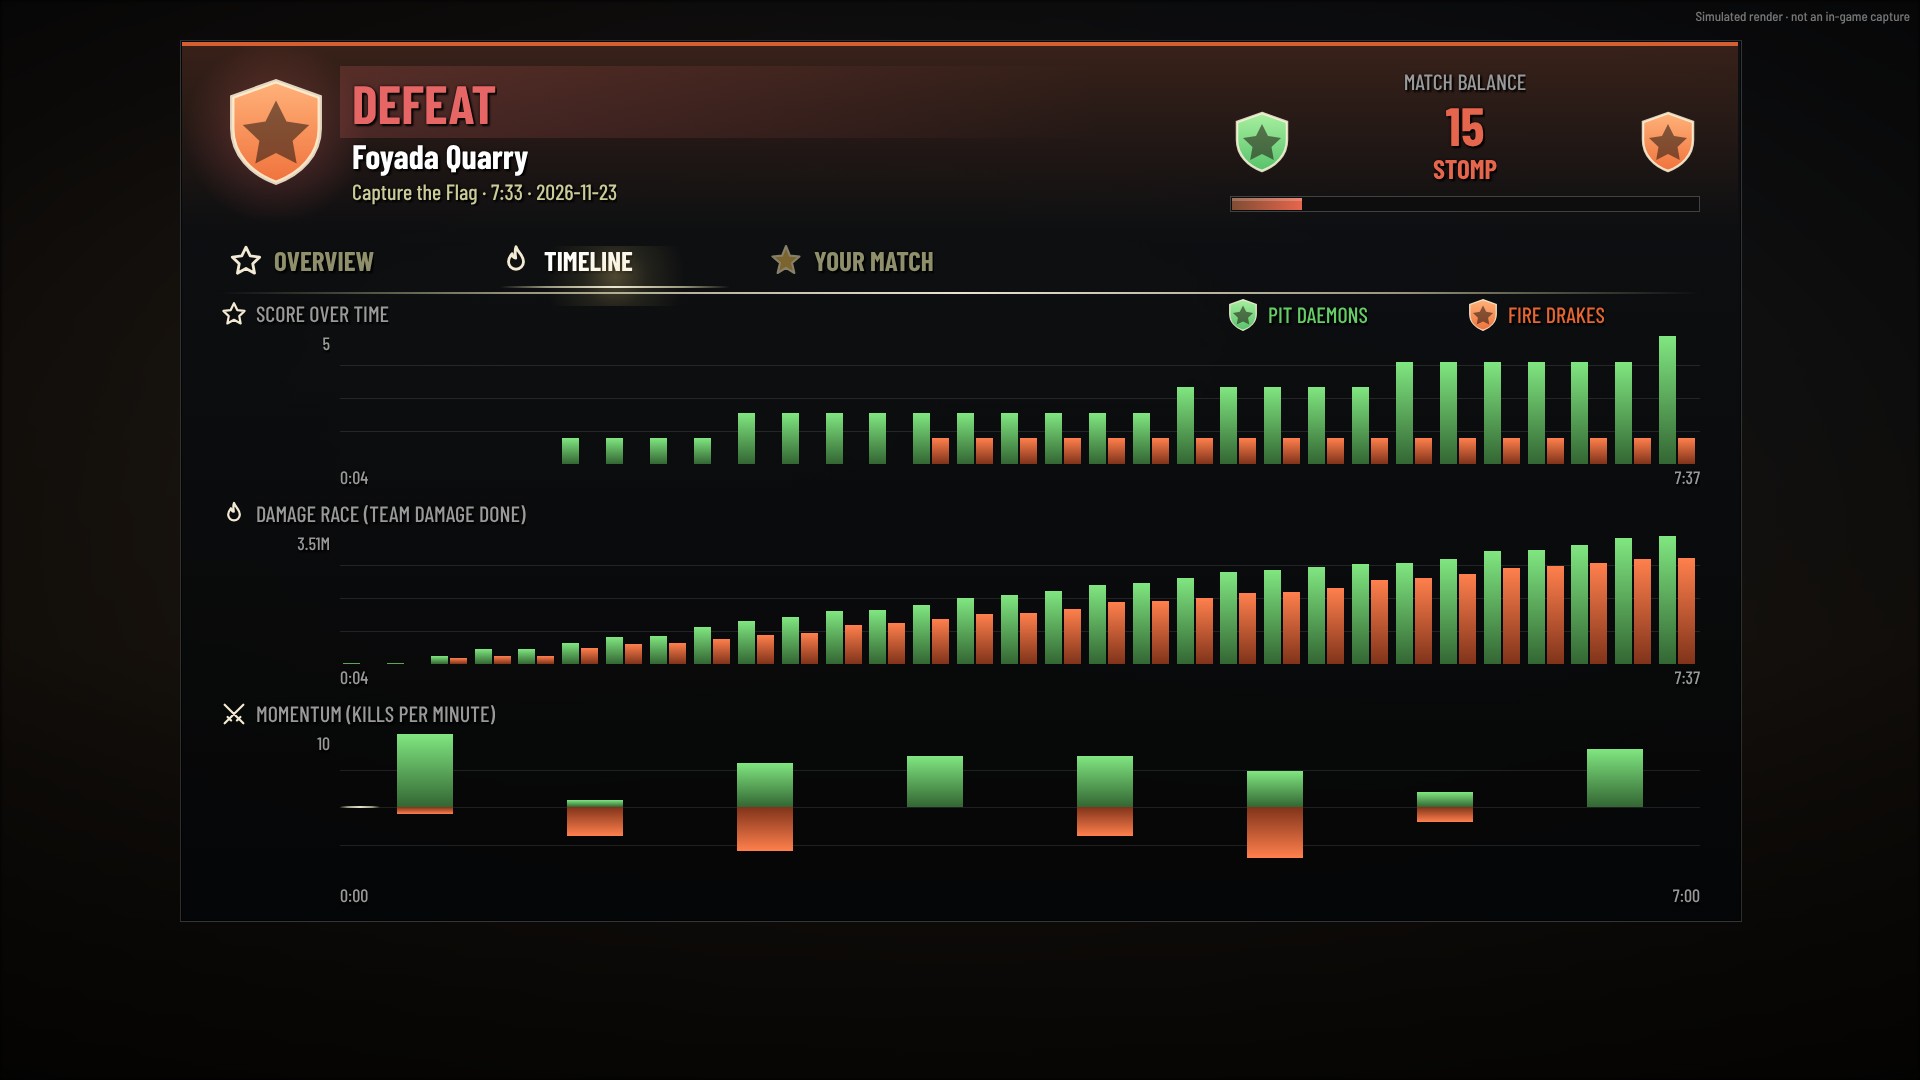 Simulated render · not an in-game capture
DEFEAT
Foyada Quarry
Capture the Flag · 7:33 · 2026-11-23
MATCH BALANCE
15
STOMP
OVERVIEW
TIMELINE
YOUR MATCH
SCORE OVER TIME
PIT DAEMONS
FIRE DRAKES
5
0:04
7:37
DAMAGE RACE (TEAM DAMAGE DONE)
3.51M
0:04
7:37
MOMENTUM (KILLS PER MINUTE)
10
0:00
7:00